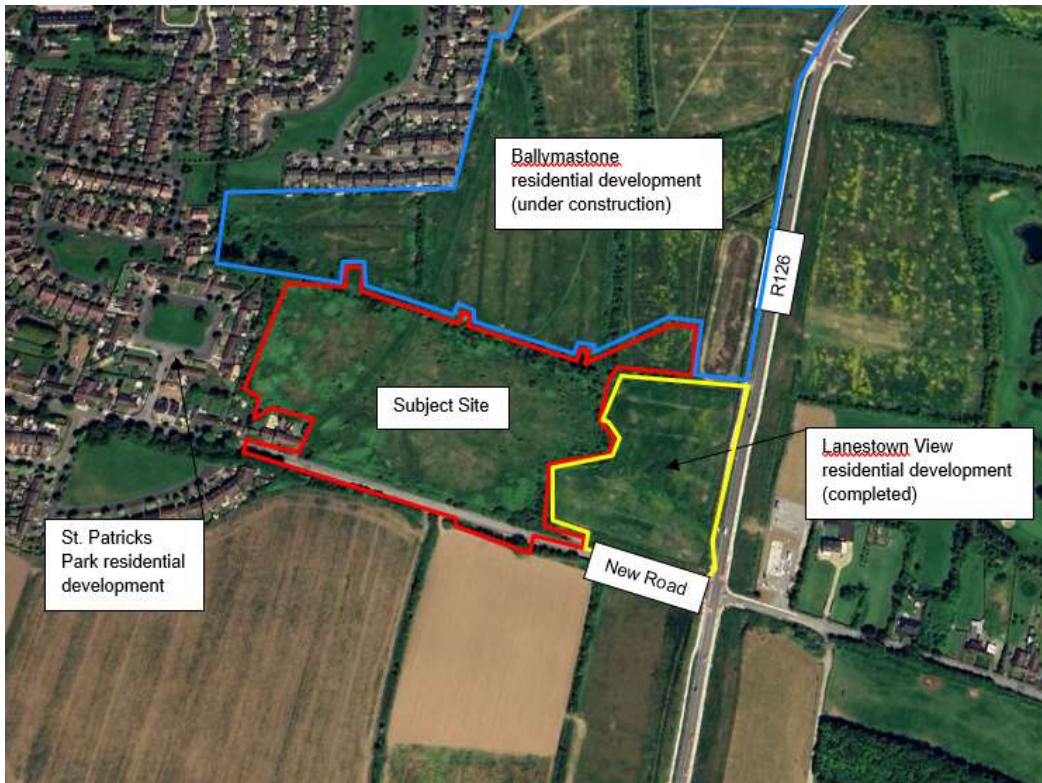 Ballymastone
residential development
(under construction)
R126
Subject Site
Lanestown View
residential development
(completed)
St. Patricks
Park residential
development
New Road